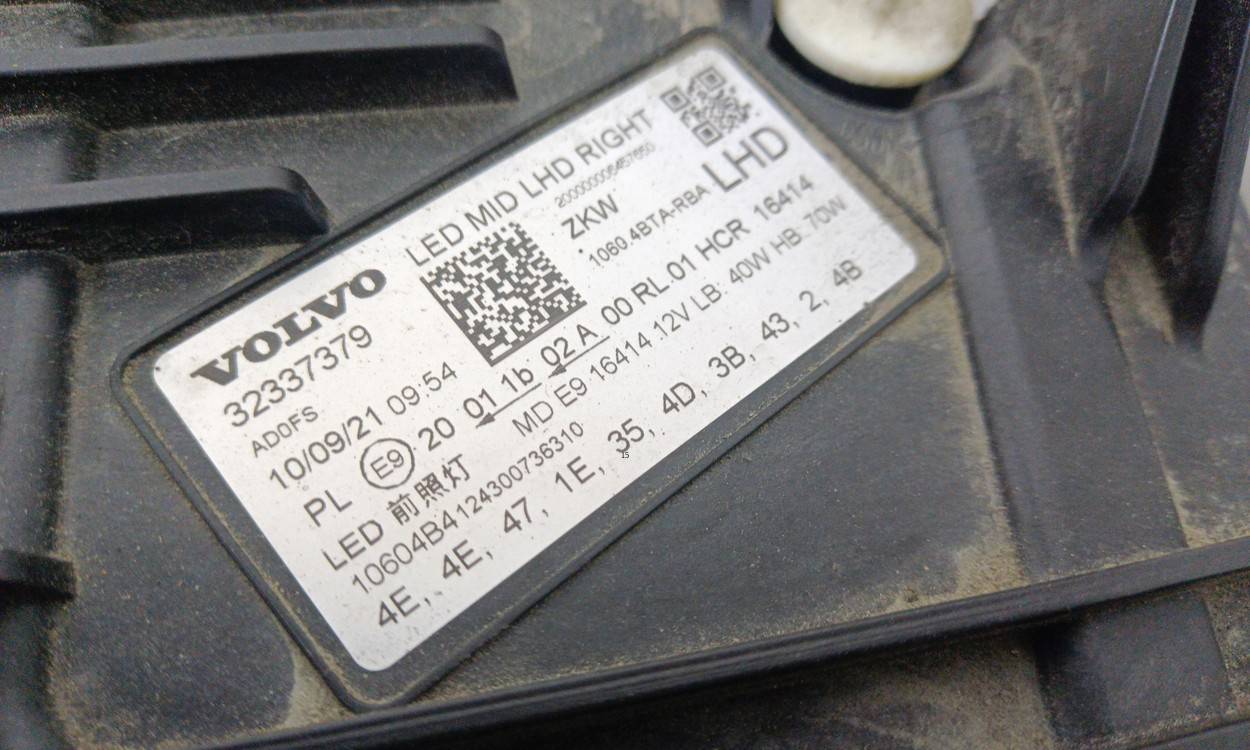 VOLVO LED MID LHD RIGHT
32337379
200000006457650
AD0FS
ZKW LHD
10/09/21 09:54
1060.4BTA-RBA
PL E9 20 01 1b 02 A 00 RL.01 HCR 16414
LED 前照灯 MD E9 16414.12V LB: 40W HB: 70W
10604B4124300736310
4E, 4E, 47, 1E, 35, 4D, 3B, 43, 2, 4B
15